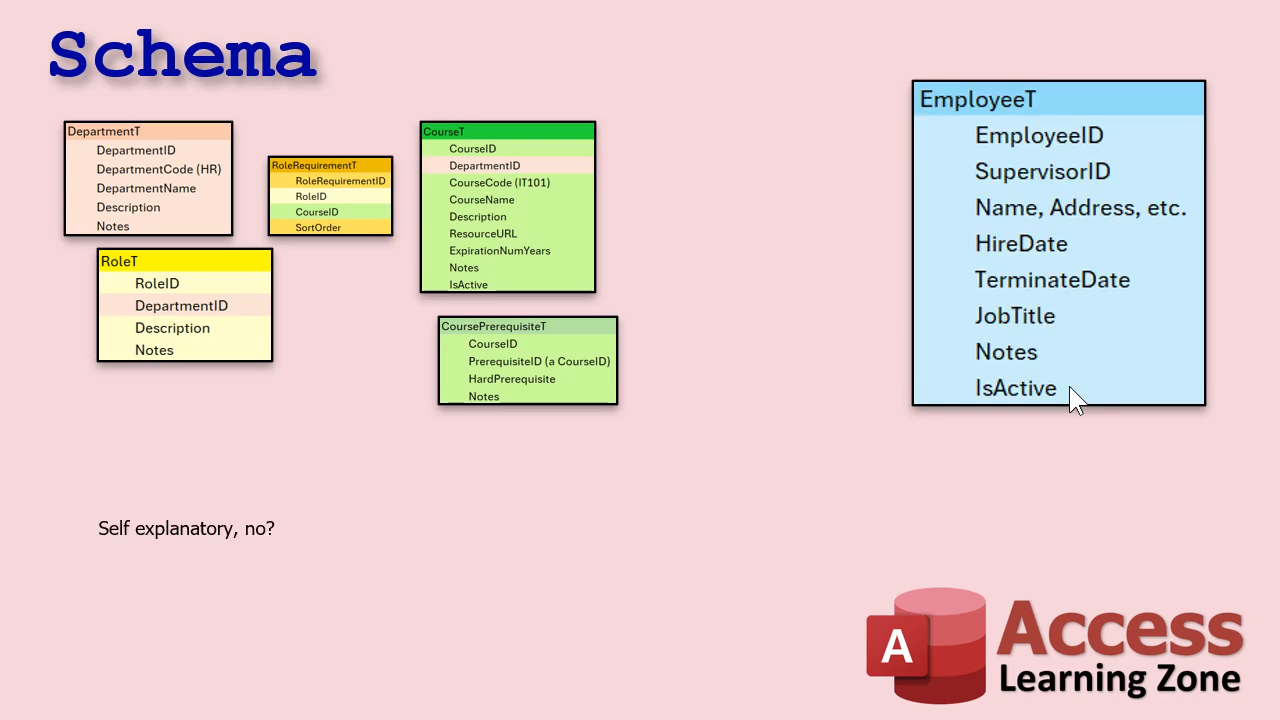 Schema
DepartmentT
DepartmentID
DepartmentCode (HR)
DepartmentName
Description
Notes
RoleT
RoleID
DepartmentID
Description
Notes
RoleRequirementT
RoleRequirementID
RoleID
CourseID
SortOrder
CourseT
CourseID
DepartmentID
CourseCode (IT101)
CourseName
Description
ResourceURL
ExpirationNumYears
Notes
IsActive
CoursePrerequisiteT
CourseID
PrerequisiteID (a CourseID)
HardPrerequisite
Notes
EmployeeT
EmployeeID
SupervisorID
Name, Address, etc.
HireDate
TerminateDate
JobTitle
Notes
IsActive
Self explanatory, no?
A
Access
Learning Zone